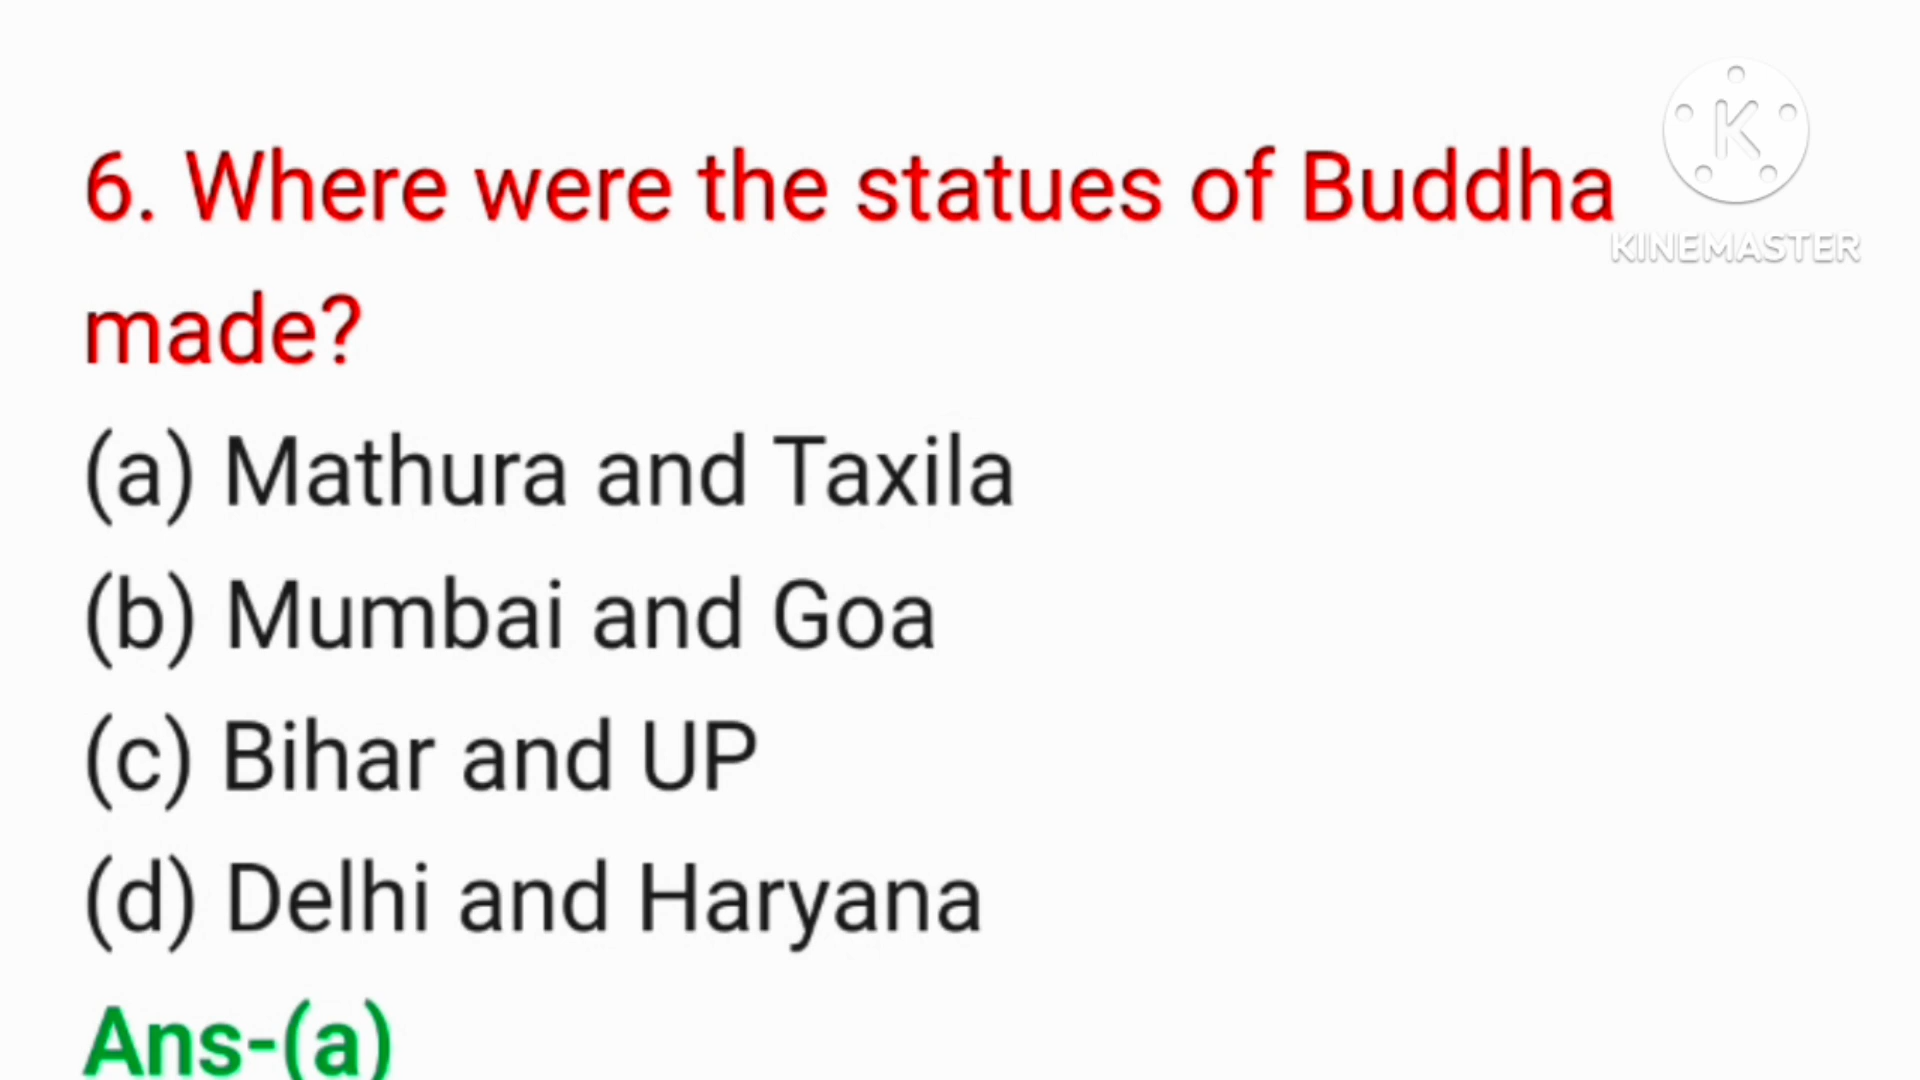 6. Where were the statues of Buddha
made?
(a) Mathura and Taxila
(b) Mumbai and Goa
(c) Bihar and UP
(d) Delhi and Haryana
Ans-(a)
K
KINEMASTER